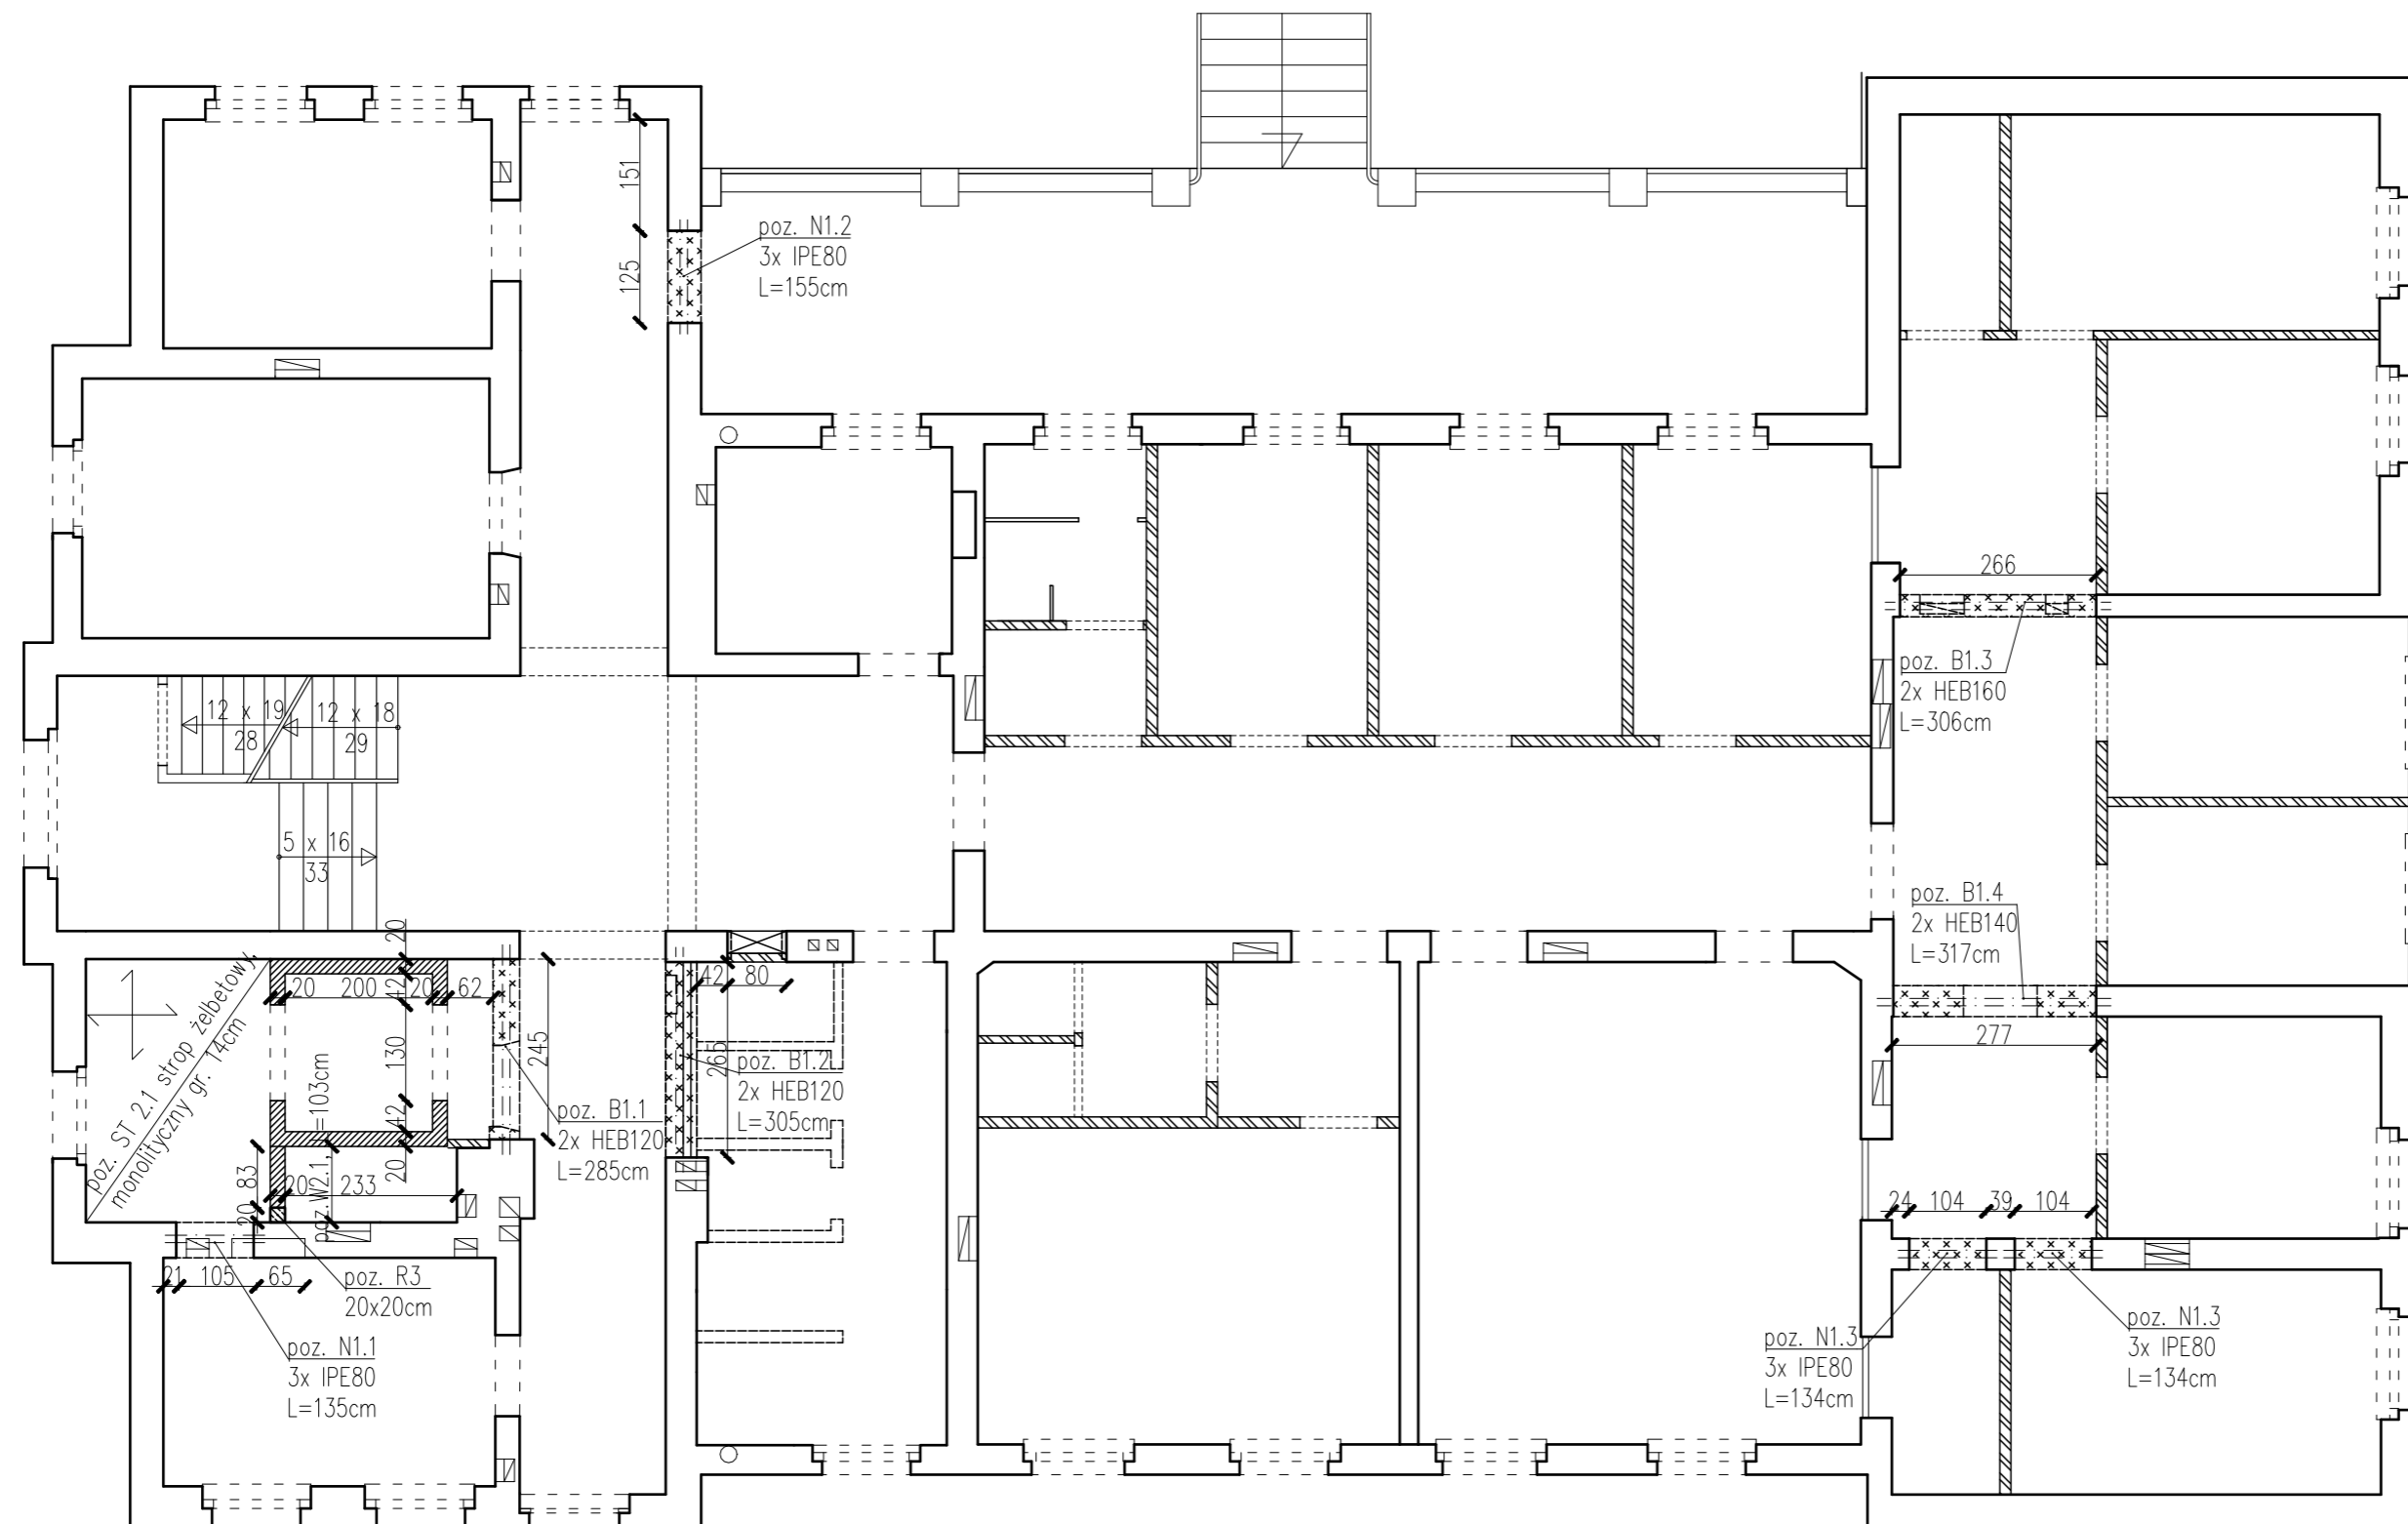 151
125
poz. N1.2
3x IPE80
L=155cm
266
poz. B1.3
2x HEB160
L=306cm
12 x 19
28
12 x 18
29
5 x 16
33
poz. B1.4
2x HEB140
L=317cm
277
20
poz. ST 2.1 strop żelbetowy,
monolityczny gr. 14cm
20
200
20
62
42
130
42
20
245
42
80
265
poz. B1.1
2x HEB120
L=285cm
poz. B1.2
2x HEB120
L=305cm
83
20
20
233
21
105
65
poz. R3
20x20cm
poz. N1.1
3x IPE80
L=135cm
24
104
39
104
poz. N1.3
3x IPE80
L=134cm
poz. N1.3
3x IPE80
L=134cm